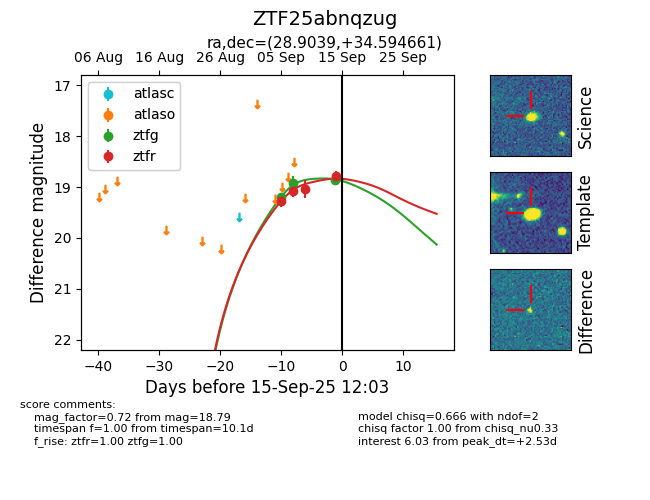 ZTF25abnqzug
ra,dec=(28.9039,+34.594661)
06 Aug 16 Aug 26 Aug 05 Sep 15 Sep 25 Sep
17
18
19
20
21
22
Difference magnitude
atlasc
atlaso
ztfg
ztfr
−40 −30 −20 −10 0 10
Days before 15-Sep-25 12:03
Science
Template
Difference
score comments:
mag_factor=0.72 from mag=18.79
timespan f=1.00 from timespan=10.1d
f_rise: ztfr=1.00 ztfg=1.00
model chisq=0.666 with ndof=2
chisq factor 1.00 from chisq_nu0.33
interest 6.03 from peak_dt=+2.53d